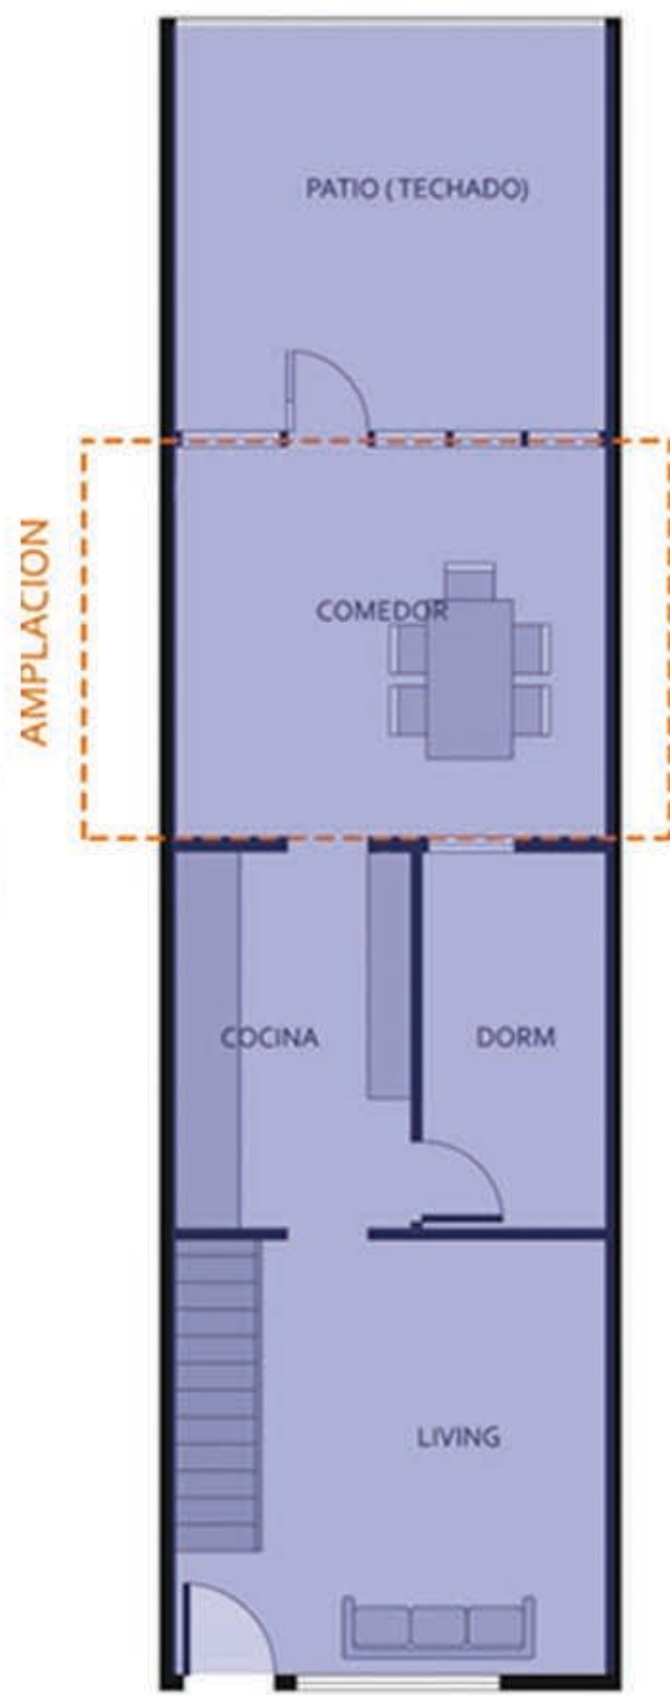 PATIO ( TECHADO)
AMPLACION
COMEDOR
COCINA
DORM
LIVING